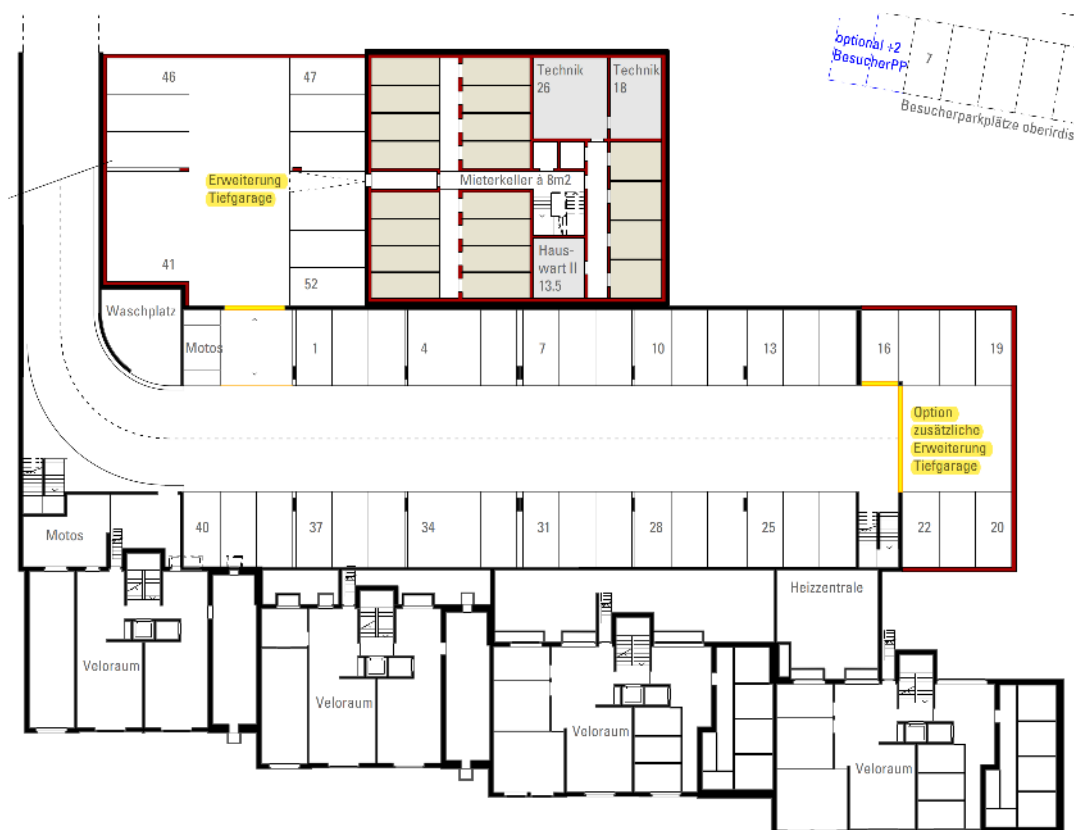 optional +2
BesucherPP
7
Besucherparkplätze oberirdis
46
47
Technik
26
Technik
18
Erweiterung
Tiefgarage
Mieterkeller à 8m2
41
52
Haus-
wart II
13.5
Waschplatz
Motos
1
4
7
10
13
16
19
Option
zusätzliche
Erweiterung
Tiefgarage
40
37
34
31
28
25
22
20
Motos
Heizzentrale
Veloraum
Veloraum
Veloraum
Veloraum